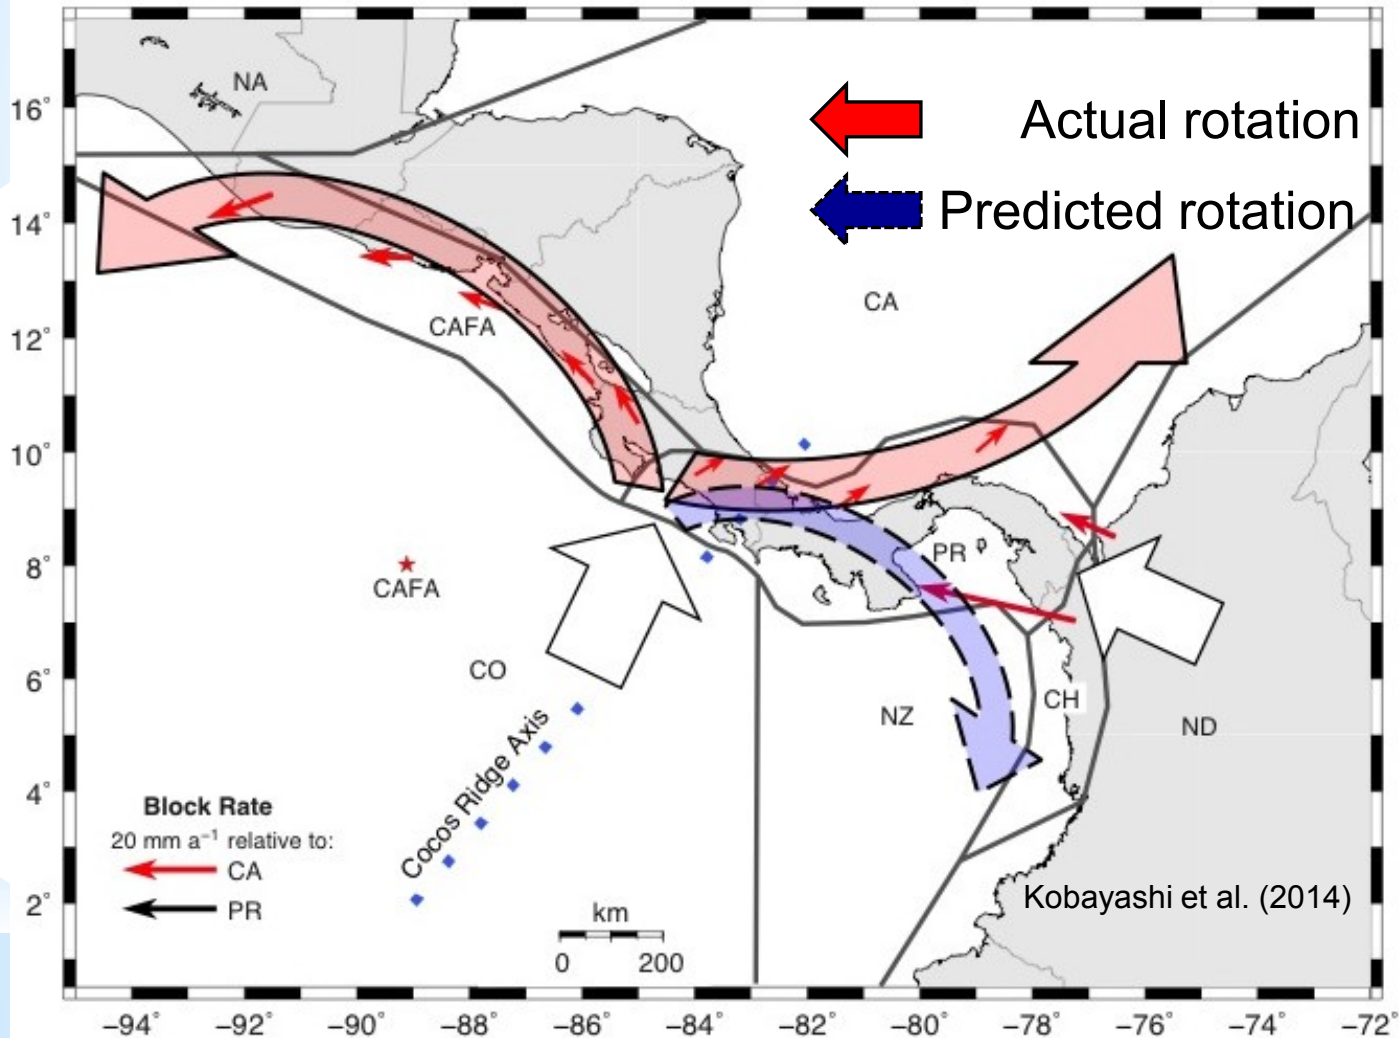 NA
16°
Actual rotation
14°
Predicted rotation
CA
12°
CAFA
10°
8°
PR
CAFA
6°
CO
CH
NZ
ND
Cocos Ridge Axis
4°
Block Rate
20 mm a⁻¹ relative to:
CA
PR
2°
km
0 200
Kobayashi et al. (2014)
−94° −92° −90° −88° −86° −84° −82° −80° −78° −76° −74° −72°